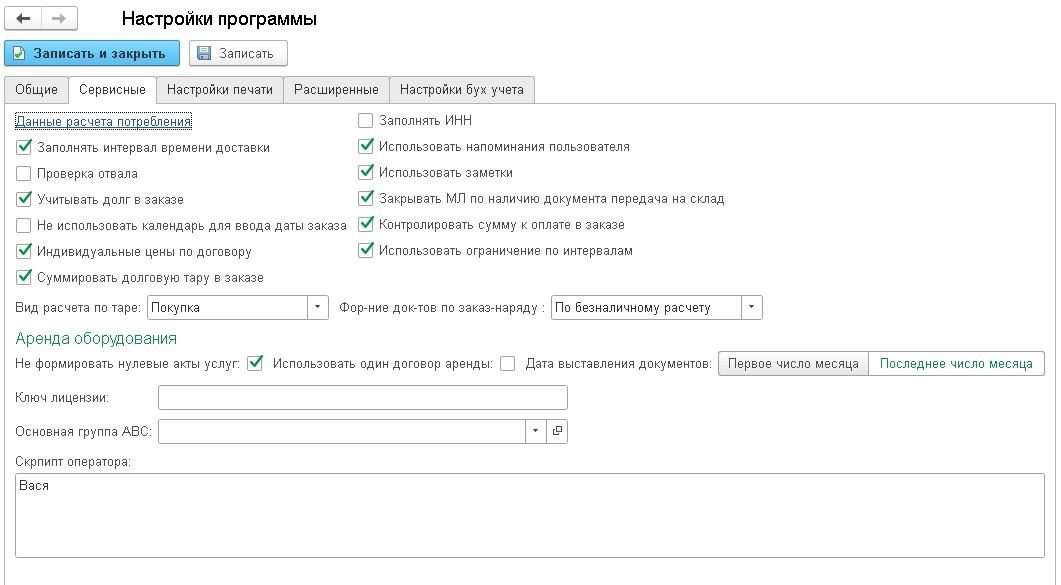 Настройки программы
Записать и закрыть Записать
Общие Сервисные Настройки печати Расширенные Настройки бух учета
Данные расчета потребления Заполнять ИНН
Заполнять интервал времени доставки Использовать напоминания пользователя
Проверка отвала Использовать заметки
Учитывать долг в заказе Закрывать МЛ по наличию документа передача на склад
Не использовать календарь для ввода даты заказа Контролировать сумму к оплате в заказе
Индивидуальные цены по договору Использовать ограничение по интервалам
Суммировать долговую тару в заказе
Вид расчета по таре: Покупка Фор-ние док-тов по заказ-наряду : По безналичному расчету
Аренда оборудования
Не формировать нулевые акты услуг: Использовать один договор аренды: Дата выставления документов: Первое число месяца Последнее число месяца
Ключ лицензии:
Основная группа АВС:
Скрпипт оператора:
Вася